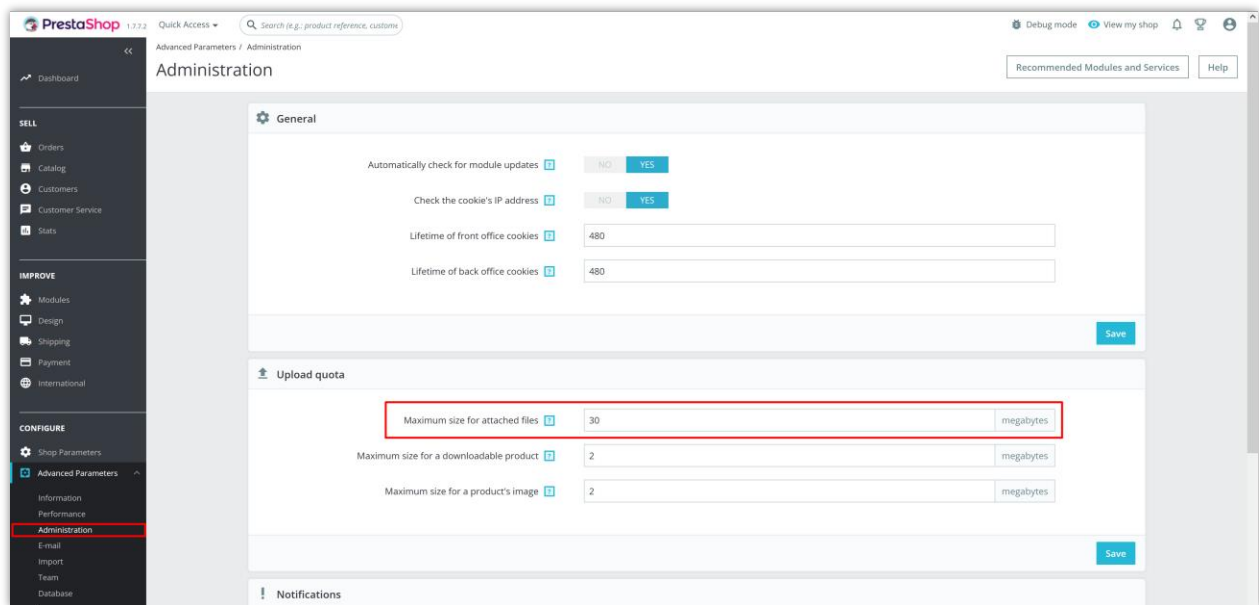 PrestaShop 1.7.7.2 Quick Access Search (e.g.: product reference, custome Debug mode View my shop
Advanced Parameters / Administration
Administration
Recommended Modules and Services Help
Dashboard
SELL
Orders
Catalog
Customers
Customer Service
Stats
IMPROVE
Modules
Design
Shipping
Payment
International
CONFIGURE
Shop Parameters
Advanced Parameters
Information
Performance
Administration
E-mail
Import
Team
Database
General
Automatically check for module updates ? NO YES
Check the cookie's IP address ? NO YES
Lifetime of front office cookies ? 480
Lifetime of back office cookies ? 480
Save
Upload quota
Maximum size for attached files ? 30 megabytes
Maximum size for a downloadable product ? 2 megabytes
Maximum size for a product's image ? 2 megabytes
Save
Notifications